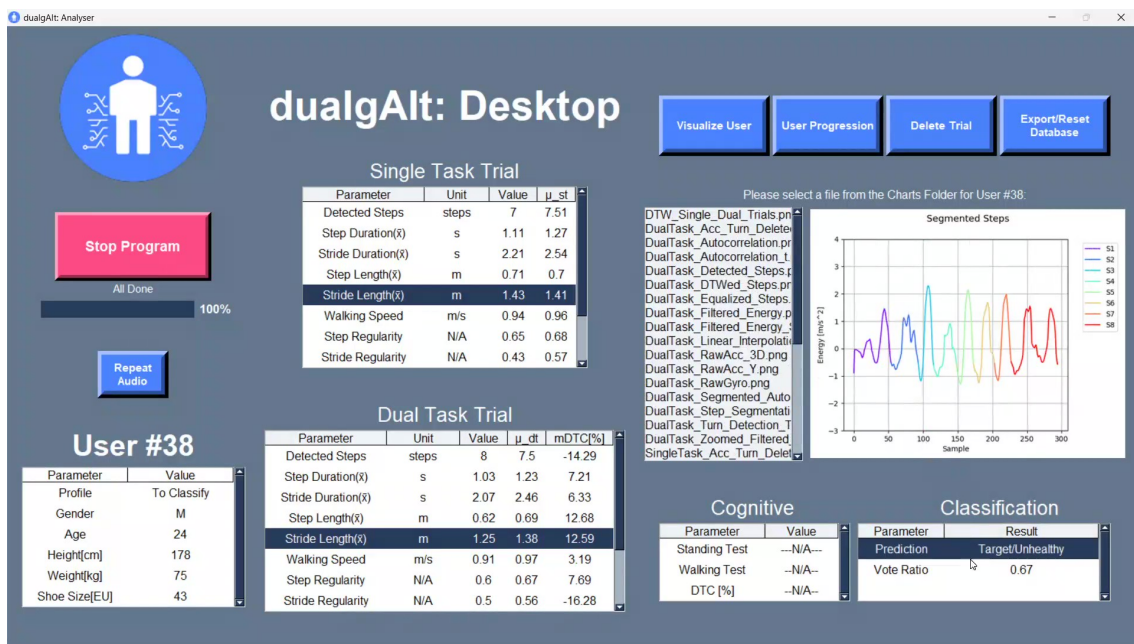 dualgAIt: Analyser
dualgAIt: Desktop
Visualize User
User Progression
Delete Trial
Export/Reset
Database
Stop Program
All Done
100%
Repeat
Audio
User #38
Parameter Value
Profile To Classify
Gender M
Age 24
Height[cm] 178
Weight[kg] 75
Shoe Size[EU] 43
Single Task Trial
Parameter Unit Value μ_st
Detected Steps steps 7 7.51
Step Duration(x̄) s 1.11 1.27
Stride Duration(x̄) s 2.21 2.54
Step Length(x̄) m 0.71 0.7
Stride Length(x̄) m 1.43 1.41
Walking Speed m/s 0.94 0.96
Step Regularity N/A 0.65 0.68
Stride Regularity N/A 0.43 0.57
Dual Task Trial
Parameter Unit Value μ_dt mDTC[%]
Detected Steps steps 8 7.5 -14.29
Step Duration(x̄) s 1.03 1.23 7.21
Stride Duration(x̄) s 2.07 2.46 6.33
Step Length(x̄) m 0.62 0.69 12.68
Stride Length(x̄) m 1.25 1.38 12.59
Walking Speed m/s 0.91 0.97 3.19
Step Regularity N/A 0.6 0.67 7.69
Stride Regularity N/A 0.5 0.56 -16.28
Please select a file from the Charts Folder for User #38:
DTW_Single_Dual_Trials.pn
DualTask_Acc_Turn_Delete
DualTask_Autocorrelation.pr
DualTask_Autocorrelation_t.
DualTask_Detected_Steps.p
DualTask_DTWed_Steps.pr
DualTask_Equalized_Steps.
DualTask_Filtered_Energy.p
DualTask_Filtered_Energy_
DualTask_Linear_Interpolati
DualTask_RawAcc_3D.png
DualTask_RawAcc_Y.png
DualTask_RawGyro.png
DualTask_Segmented_Auto
DualTask_Step_Segmentati
DualTask_Turn_Detection_T
DualTask_Zoomed_Filtered_
SingleTask_Acc_Turn_Delet
Segmented Steps
Energy [m/s^2]
4
3
2
1
0
−1
−2
−3
0 50 100 150 200 250 300
Sample
S1
S2
S3
S4
S5
S6
S7
S8
Cognitive
Parameter Value
Standing Test ---N/A---
Walking Test --N/A--
DTC [%] --N/A--
Classification
Parameter Result
Prediction Target/Unhealthy
Vote Ratio 0.67